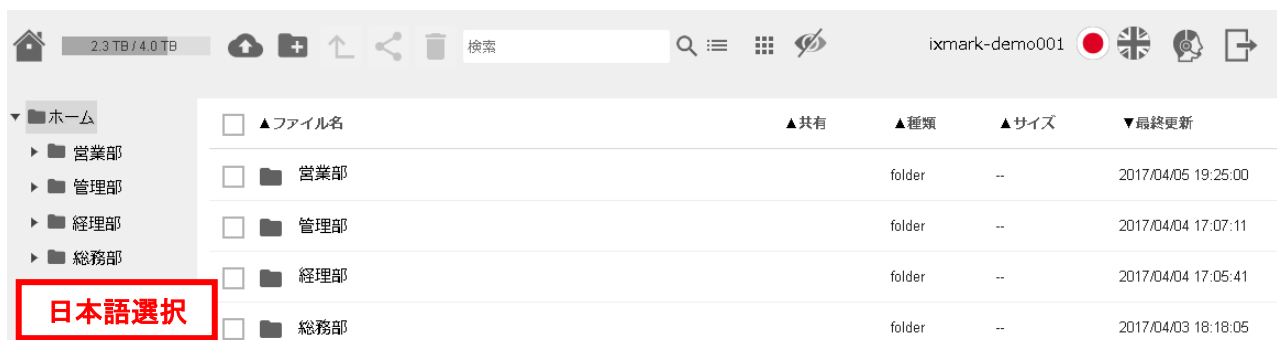 2.3 TB / 4.0 TB 検索 ixmark-demo001
▼ホーム ▲ファイル名 ▲共有 ▲種類 ▲サイズ ▼最終更新
営業部
管理部
経理部
総務部
営業部 folder -- 2017/04/05 19:25:00
管理部 folder -- 2017/04/04 17:07:11
経理部 folder -- 2017/04/04 17:05:41
総務部 folder -- 2017/04/03 18:18:05
日本語選択